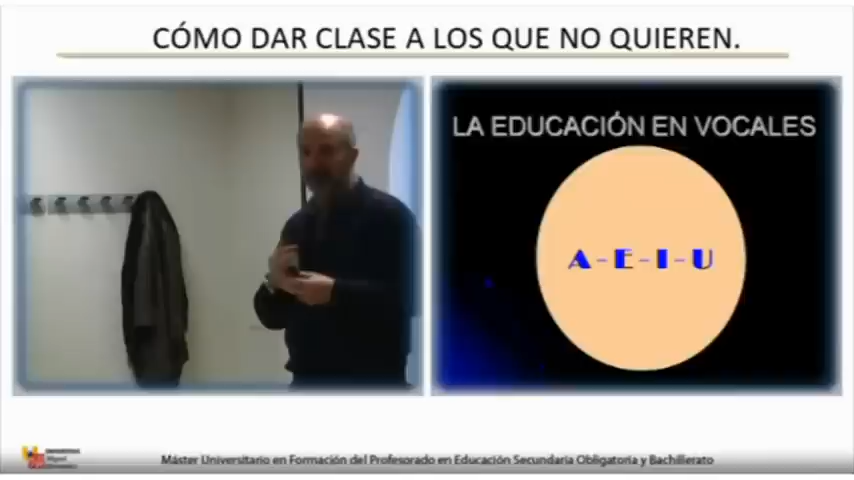 CÓMO DAR CLASE A LOS QUE NO QUIEREN.
LA EDUCACIÓN EN VOCALES
A - E - I - U
Máster Universitario en Formación del Profesorado en Educación Secundaria Obligatoria y Bachillerato